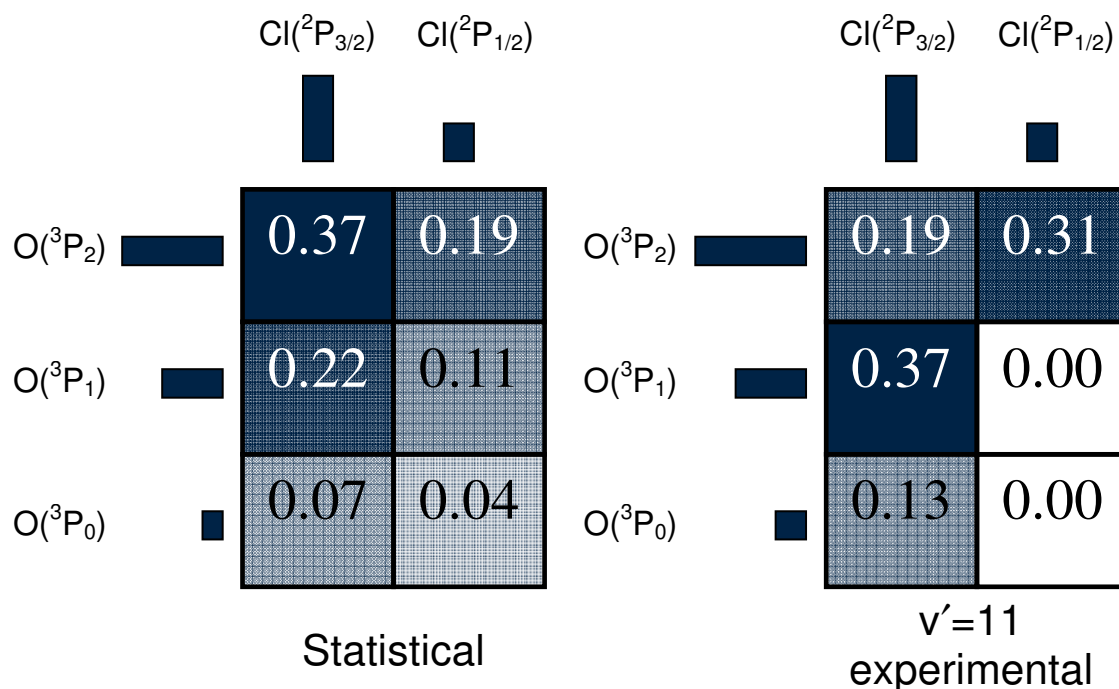 Cl(²P₃/₂) Cl(²P₁/₂) Cl(²P₃/₂) Cl(²P₁/₂)
O(³P₂) 0.37 0.19 O(³P₂) 0.19 0.31
O(³P₁) 0.22 0.11 O(³P₁) 0.37 0.00
O(³P₀) 0.07 0.04 O(³P₀) 0.13 0.00
Statistical
v′=11
experimental